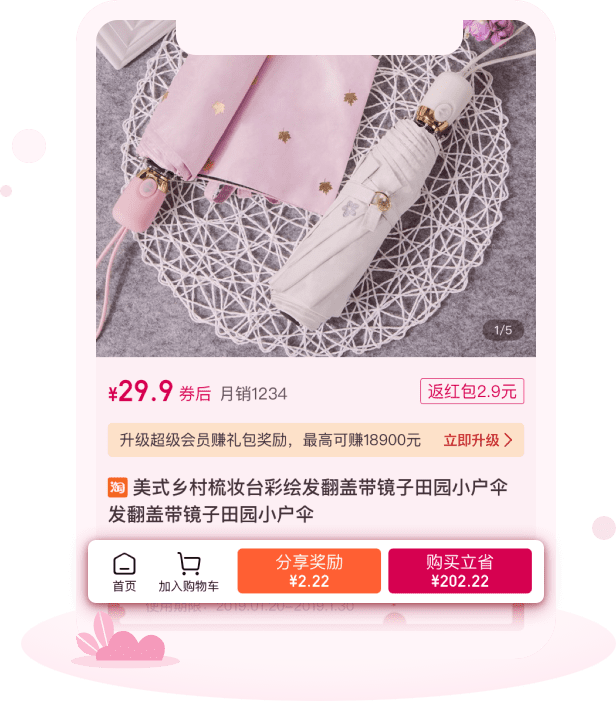 1/5
¥29.9 券后 月销1234 返红包2.9元
升级超级会员赚礼包奖励，最高可赚18900元 立即升级
淘 美式乡村梳妆台彩绘发翻盖带镜子田园小户伞
发翻盖带镜子田园小户伞
首页 加入购物车
分享奖励
¥2.22
购买立省
¥202.22
使用期限：2019.01.20-2019.1.30